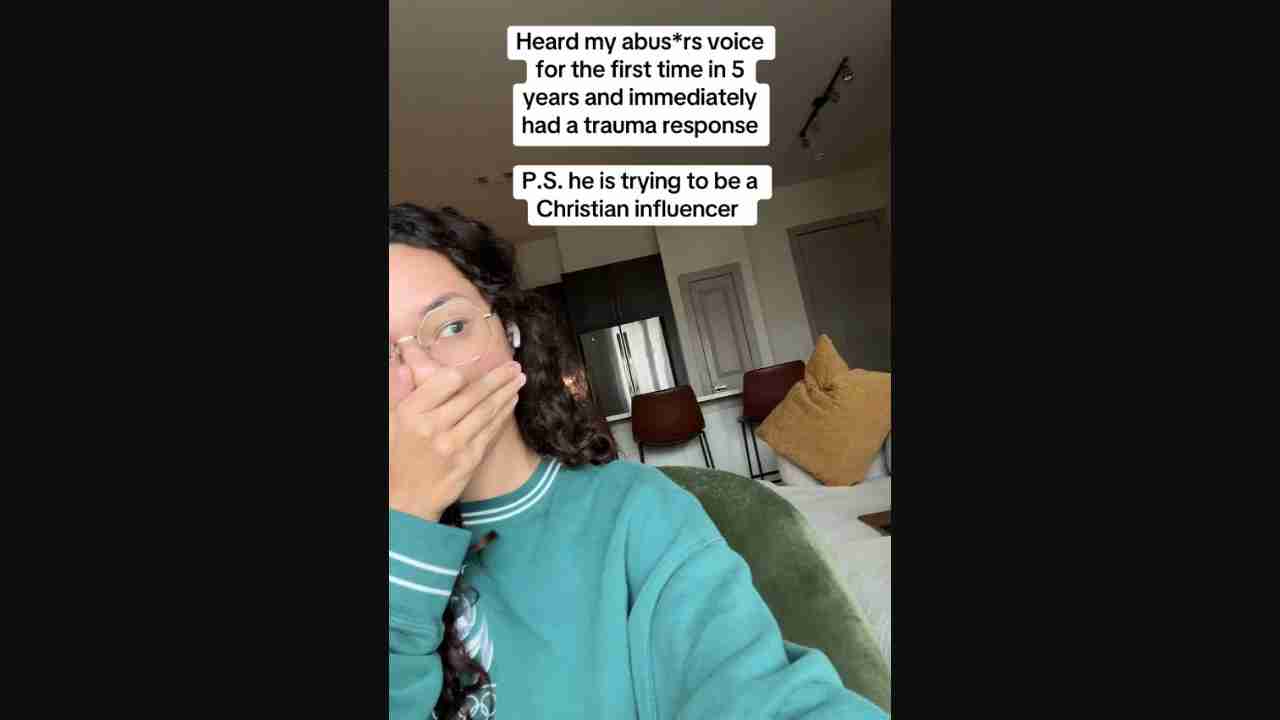 Heard my abus*rs voice
for the first time in 5
years and immediately
had a trauma response
P.S. he is trying to be a
Christian influencer